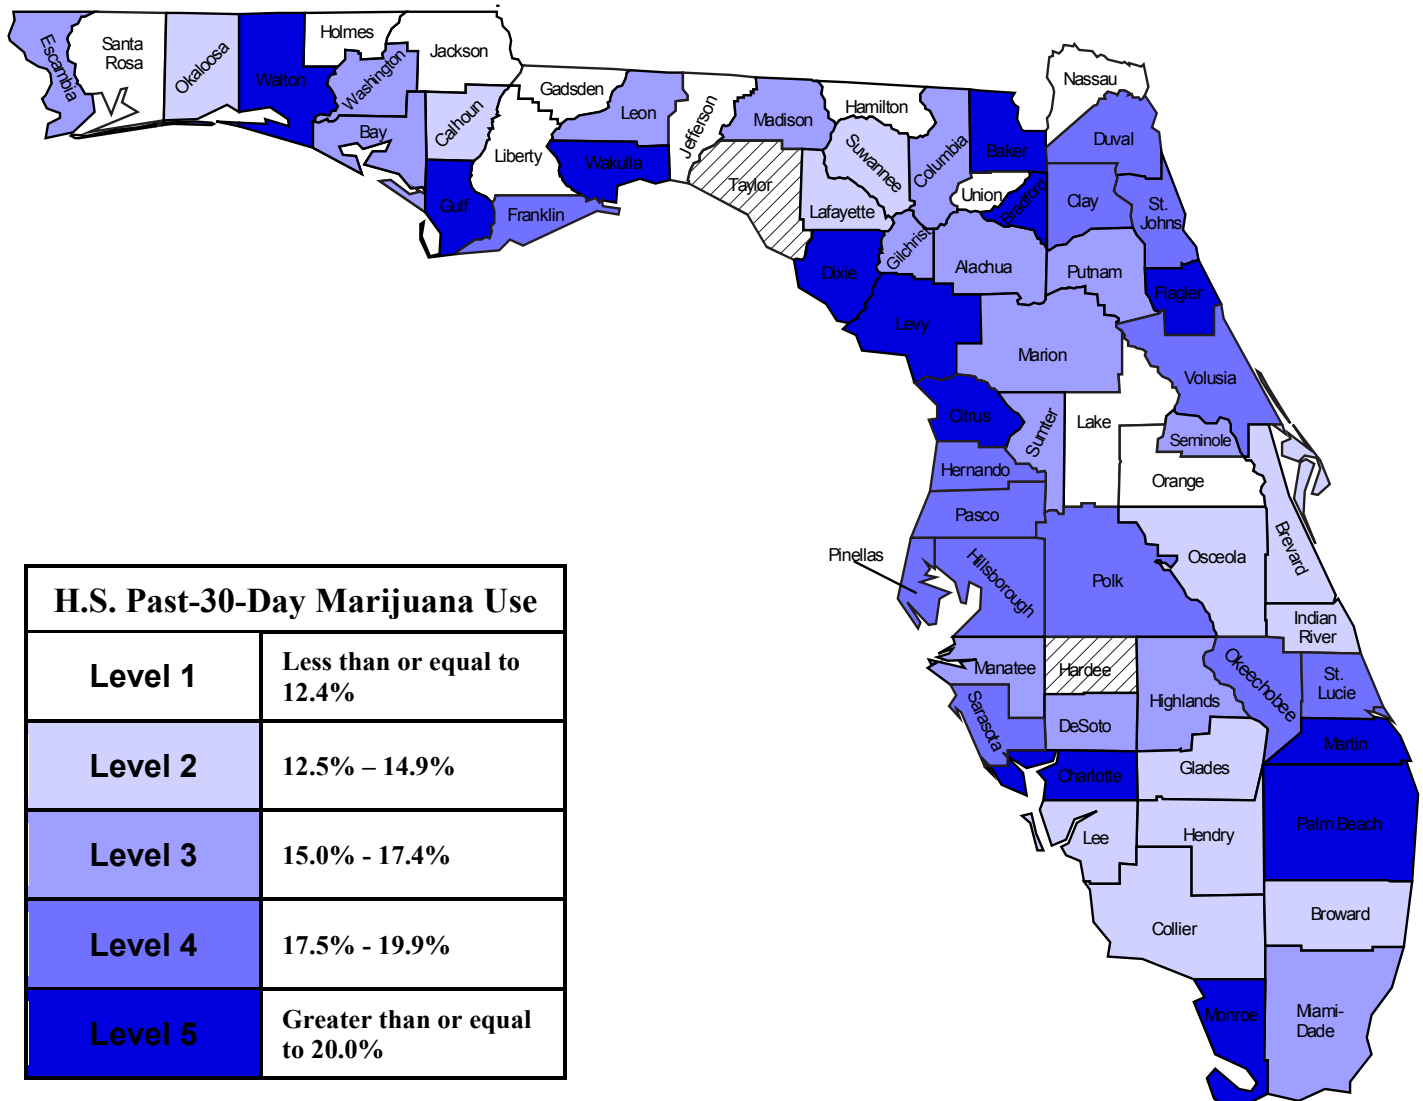 Escambia
Santa
Rosa
Okaloosa
Walton
Holmes
Washington
Jackson
Bay
Calhoun
Gulf
Liberty
Gadsden
Franklin
Leon
Wakulla
Jefferson
Madison
Taylor
Hamilton
Suwannee
Lafayette
Columbia
Dixie
Gilchrist
Baker
Union
Bradford
Nassau
Duval
Clay
St.
Johns
Alachua
Putnam
Flagler
Levy
Marion
Volusia
Citrus
Sumter
Lake
Seminole
Hernando
Orange
Pasco
Brevard
Pinellas
Hillsborough
Polk
Osceola
Indian
River
Manatee
Hardee
Highlands
Okeechobee
St.
Lucie
Sarasota
DeSoto
Martin
Charlotte
Glades
Palm Beach
Lee
Hendry
Collier
Broward
Monroe
Miami-
Dade
H.S. Past-30-Day Marijuana Use
Level 1
Less than or equal to
12.4%
Level 2
12.5% – 14.9%
Level 3
15.0% - 17.4%
Level 4
17.5% - 19.9%
Level 5
Greater than or equal
to 20.0%